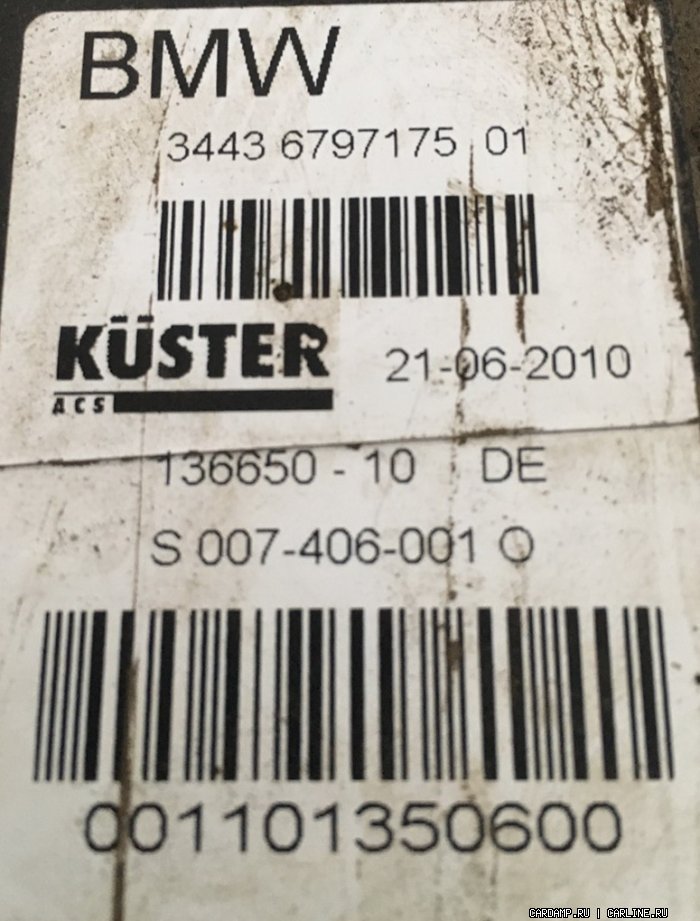 BMW
3443 6797175 01
KÜSTER 21-06-2010
ACS
136650 - 10 DE
S 007-406-001 O
001101350600
CARDAMP.RU | CARLINE.RU